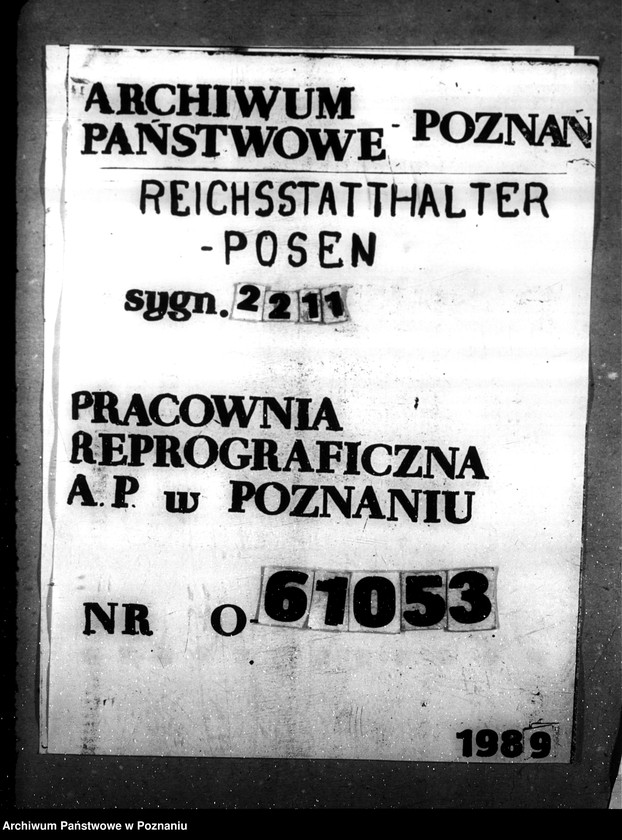 ARCHIWUM
PAŃSTWOWE - POZNAŃ
REICHSSTATTHALTER
-POSEN
sygn. 2211
PRACOWNIA
REPROGRAFICZNA
A.P. w POZNANIU
NR O-61053
1989
Archiwum Państwowe w Poznaniu